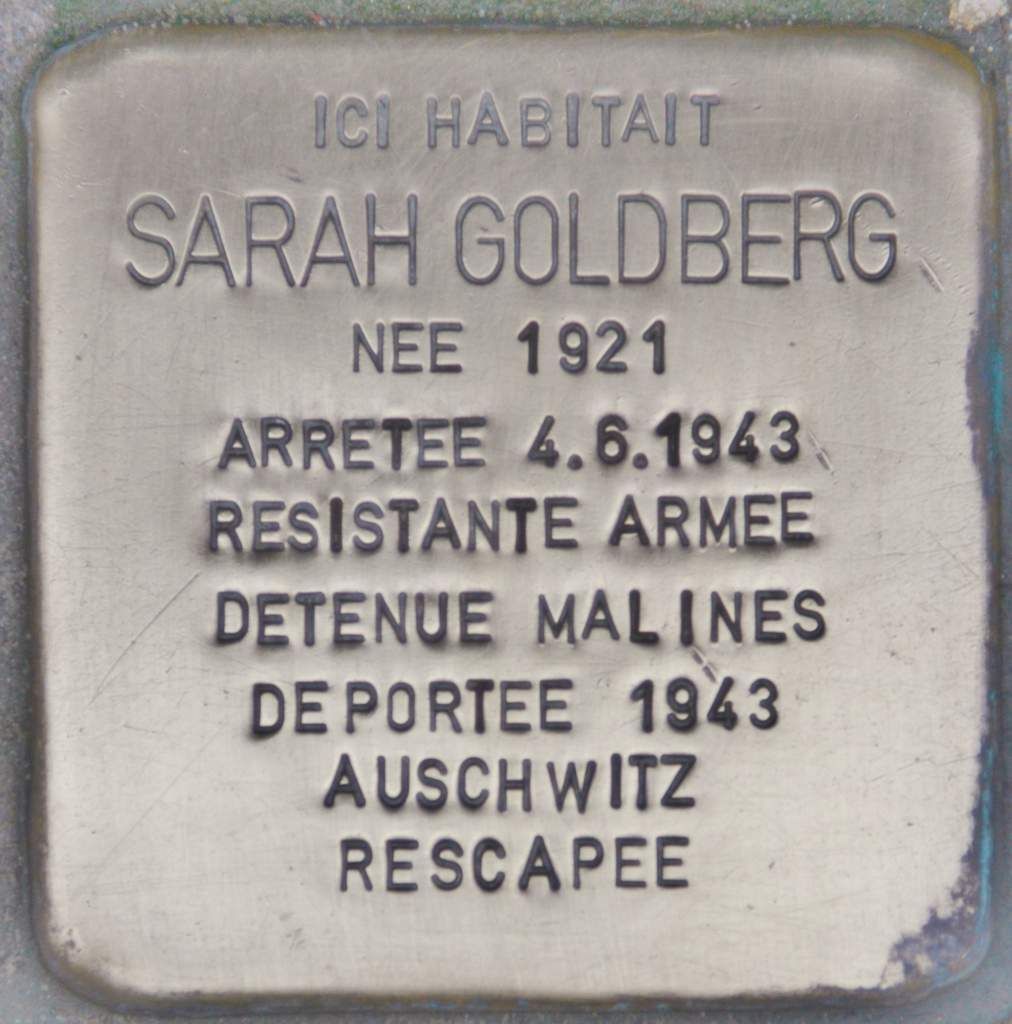 ICI HABITAIT
SARAH GOLDBERG
NEE 1921
ARRETEE 4.6.1943
RESISTANTE ARMEE
DETENUE MALINES
DEPORTEE 1943
AUSCHWITZ
RESCAPEE